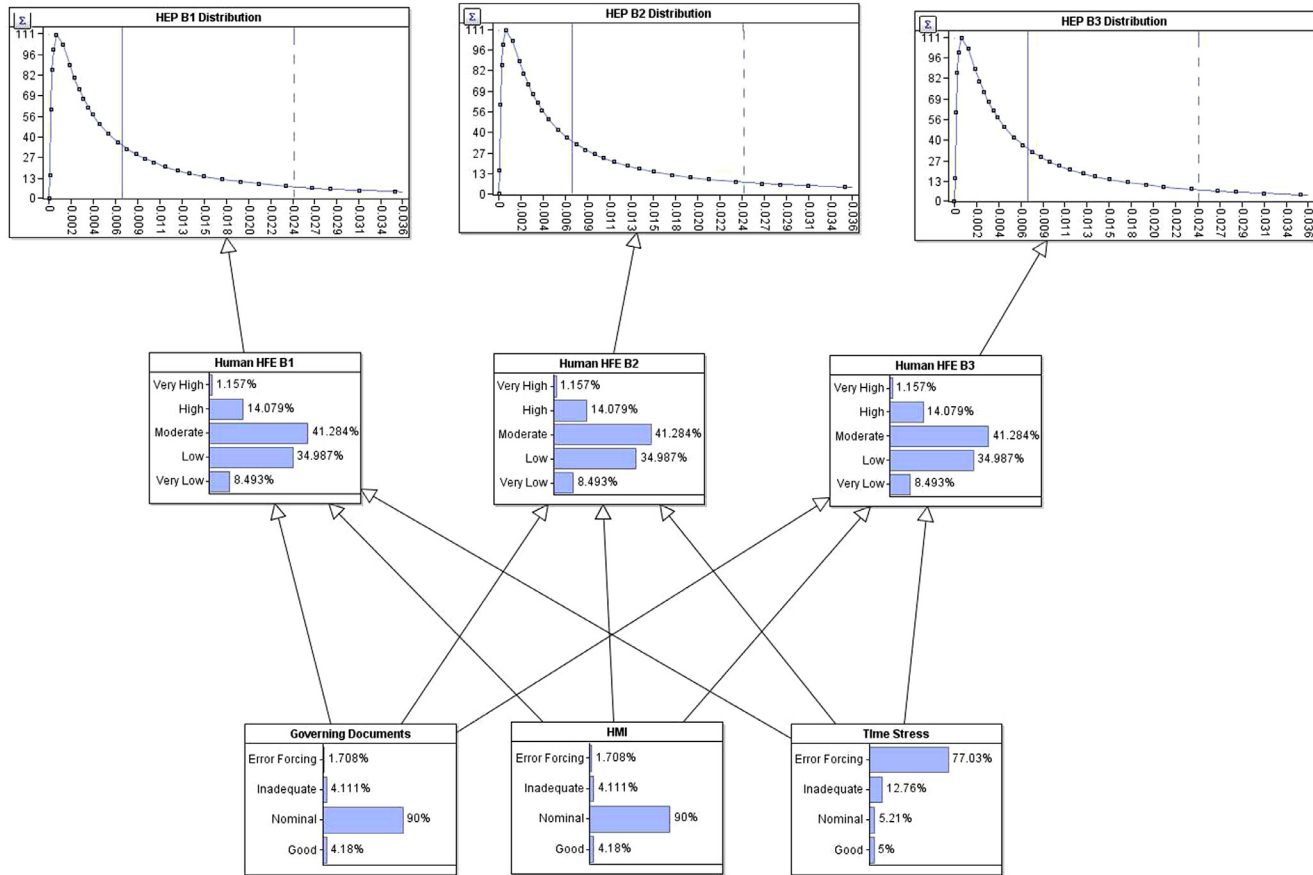 HEP B1 Distribution
Σ
111
96
82
69
56
40
27
13
0
0
0.002
0.004
0.006
0.009
0.011
0.013
0.015
0.018
0.020
0.022
0.024
0.027
0.029
0.031
0.034
0.036
HEP B2 Distribution
Σ
111
96
82
69
56
40
27
13
0
0
0.002
0.004
0.006
0.009
0.011
0.013
0.015
0.018
0.020
0.022
0.024
0.027
0.029
0.031
0.034
0.036
HEP B3 Distribution
Σ
111
96
82
69
56
40
27
13
0
0
0.002
0.004
0.006
0.009
0.011
0.013
0.015
0.018
0.020
0.022
0.024
0.027
0.029
0.031
0.034
0.036
Human HFE B1
Very High 1.157%
High 14.079%
Moderate 41.284%
Low 34.987%
Very Low 8.493%
Human HFE B2
Very High 1.157%
High 14.079%
Moderate 41.284%
Low 34.987%
Very Low 8.493%
Human HFE B3
Very High 1.157%
High 14.079%
Moderate 41.284%
Low 34.987%
Very Low 8.493%
Governing Documents
Error Forcing 1.708%
Inadequate 4.111%
Nominal 90%
Good 4.18%
HMI
Error Forcing 1.708%
Inadequate 4.111%
Nominal 90%
Good 4.18%
TIme Stress
Error Forcing 77.03%
Inadequate 12.76%
Nominal 5.21%
Good 5%